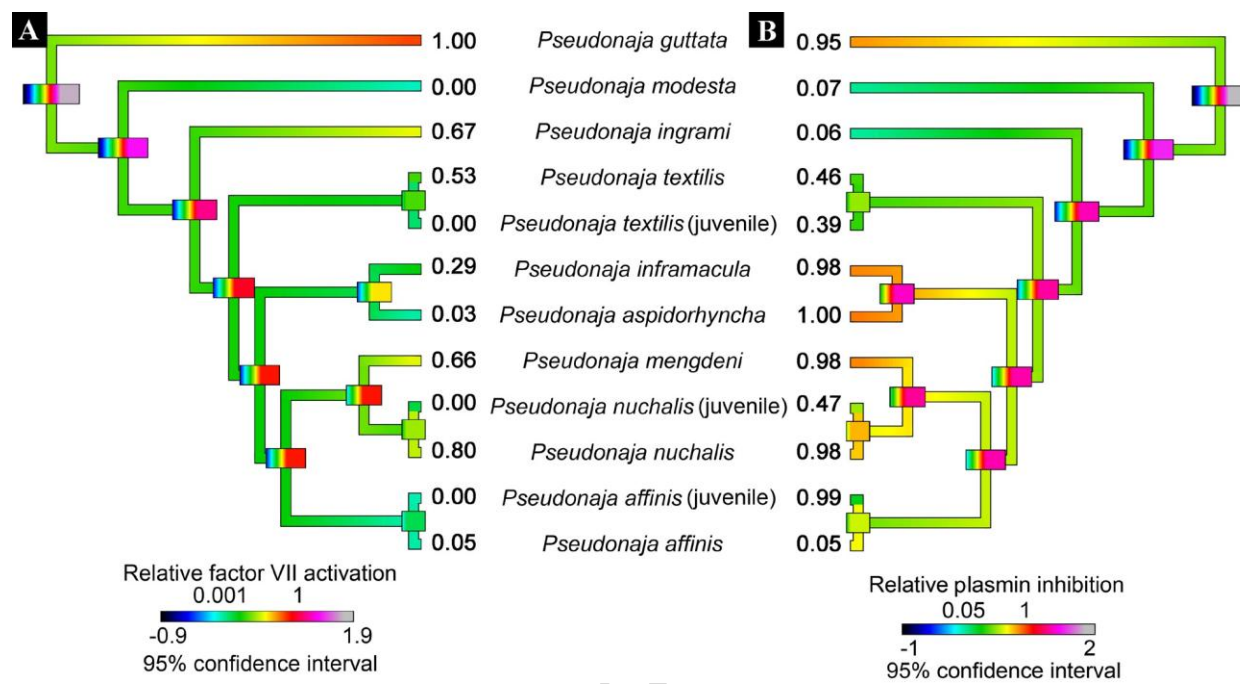 A B
1.00 Pseudonaja guttata 0.95
0.00 Pseudonaja modesta 0.07
0.67 Pseudonaja ingrami 0.06
0.53 Pseudonaja textilis 0.46
0.00 Pseudonaja textilis (juvenile) 0.39
0.29 Pseudonaja inframacula 0.98
0.03 Pseudonaja aspidorhyncha 1.00
0.66 Pseudonaja mengdeni 0.98
0.00 Pseudonaja nuchalis (juvenile) 0.47
0.80 Pseudonaja nuchalis 0.98
0.00 Pseudonaja affinis (juvenile) 0.99
0.05 Pseudonaja affinis 0.05
Relative factor VII activation
0.001 1
-0.9 1.9
95% confidence interval
Relative plasmin inhibition
0.05 1
-1 2
95% confidence interval